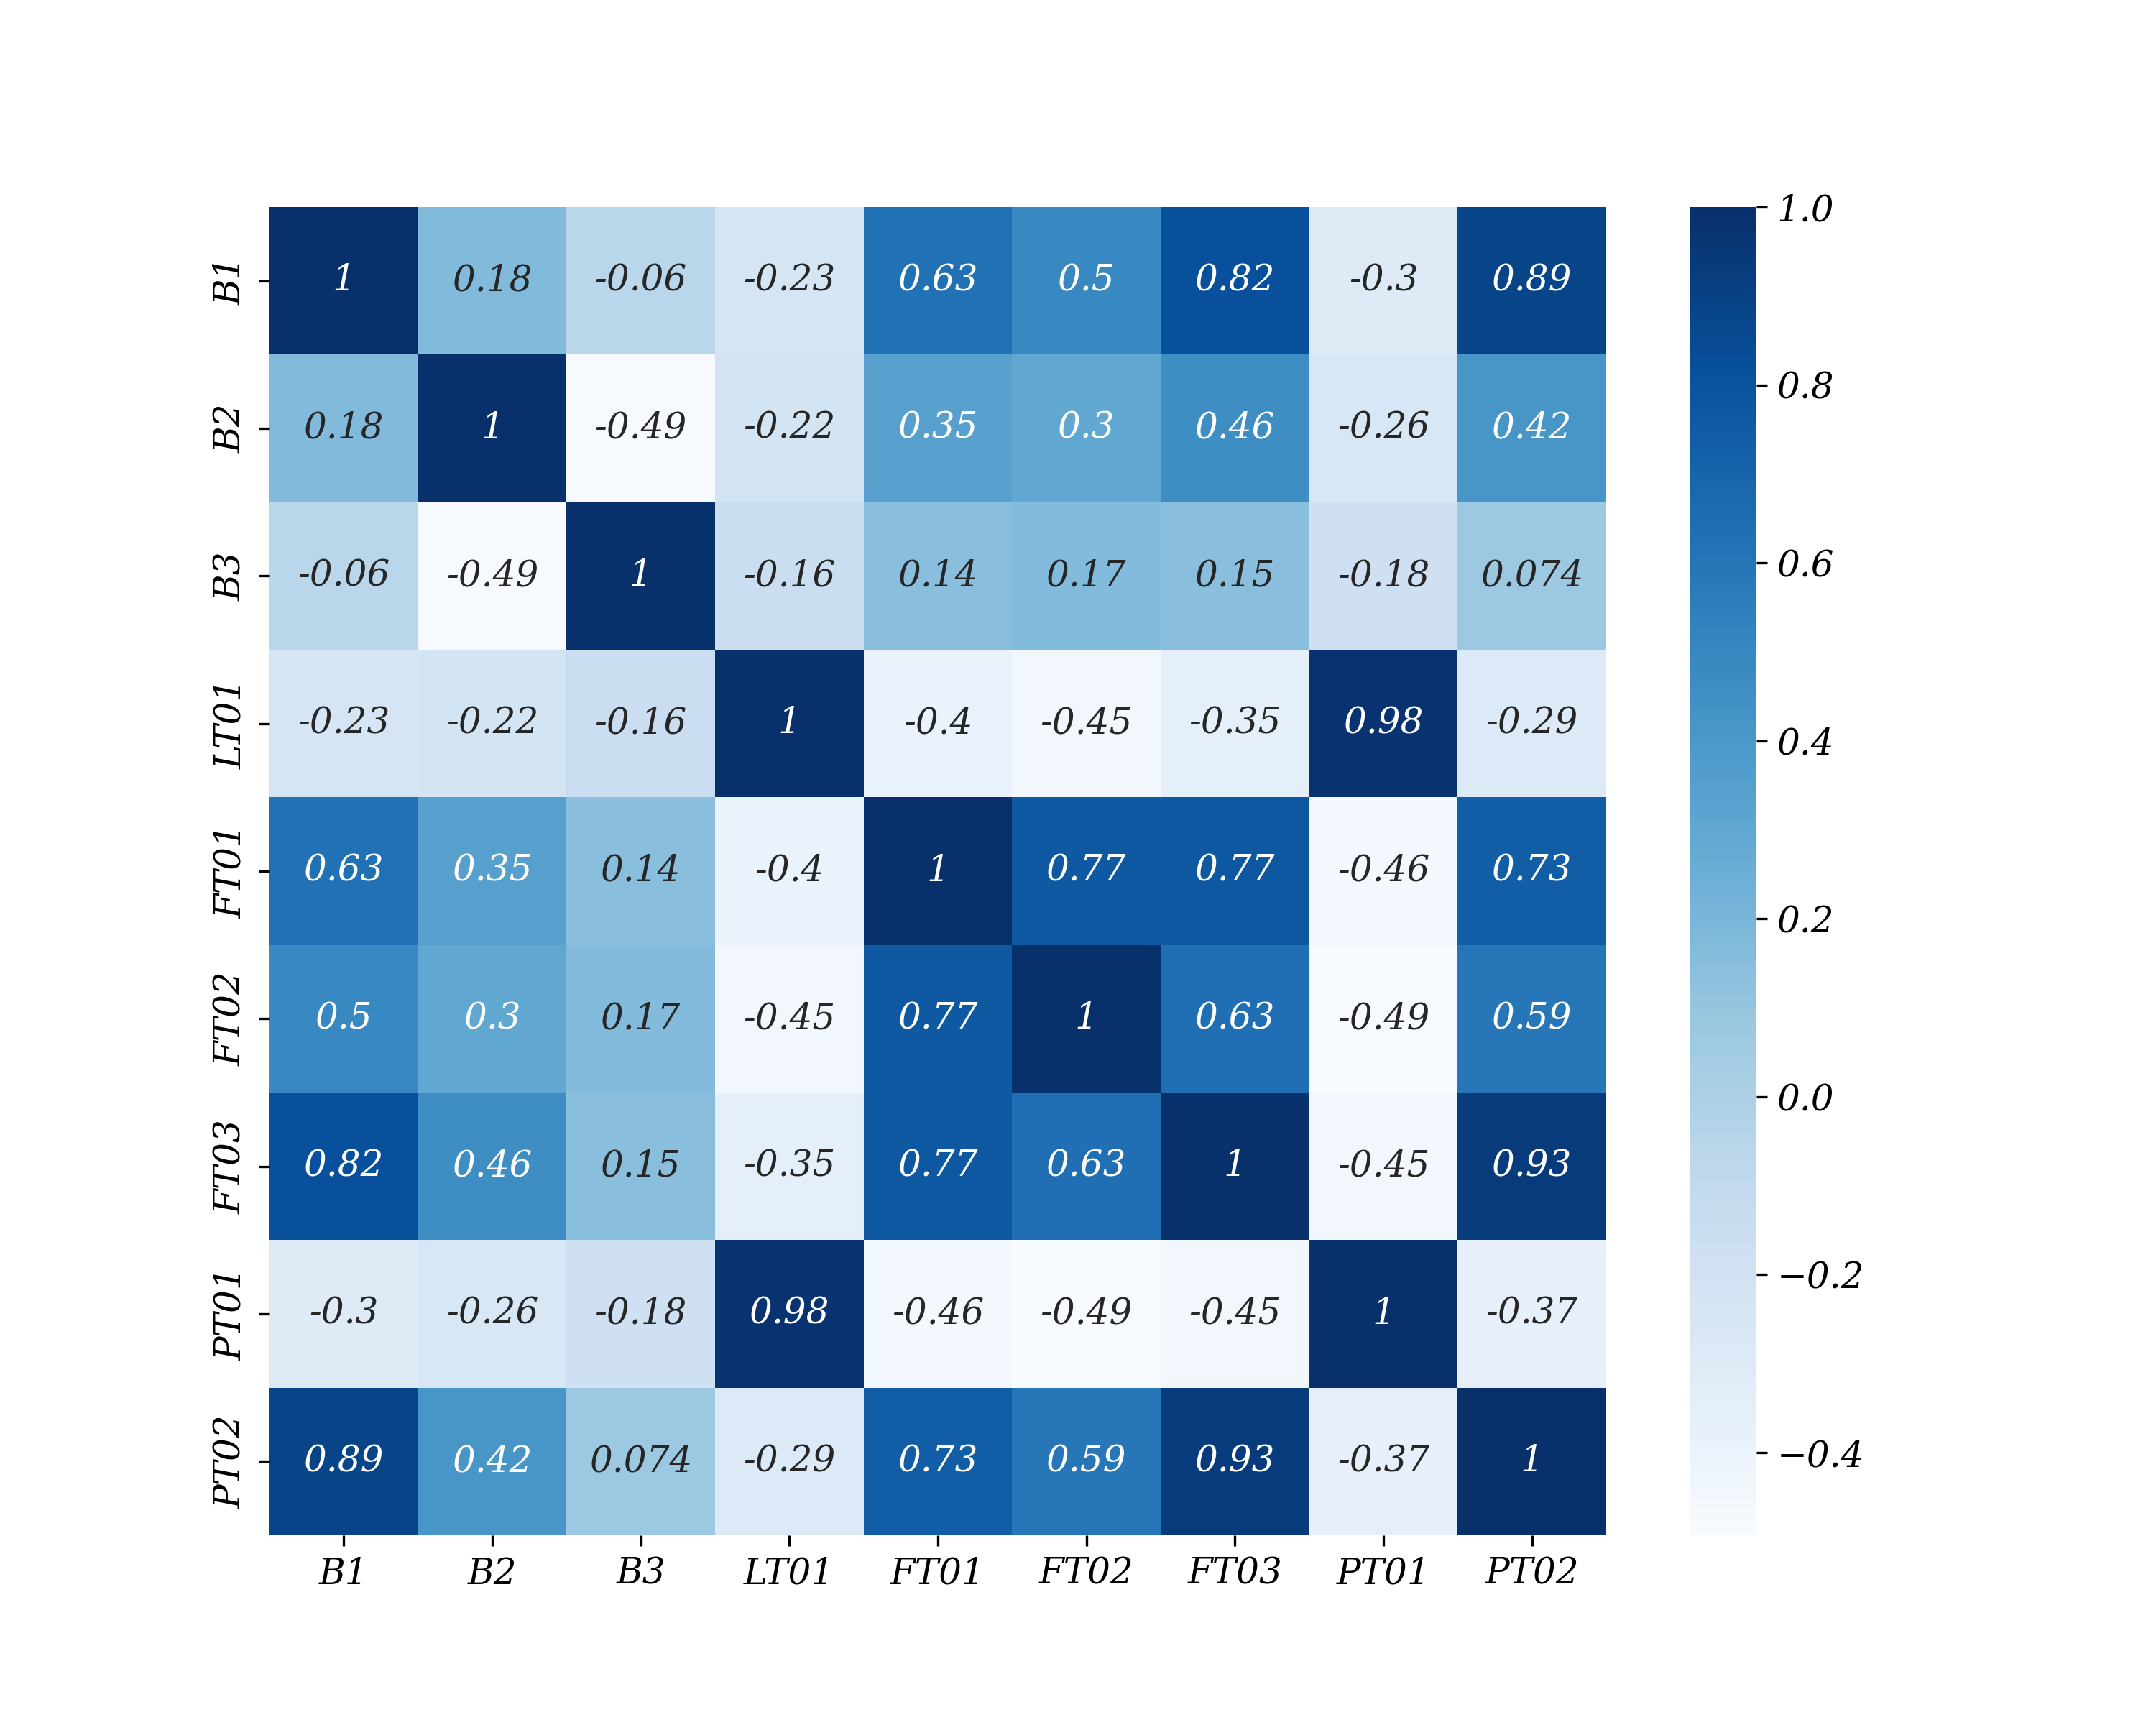 B1 1 0.18 -0.06 -0.23 0.63 0.5 0.82 -0.3 0.89
B2 0.18 1 -0.49 -0.22 0.35 0.3 0.46 -0.26 0.42
B3 -0.06 -0.49 1 -0.16 0.14 0.17 0.15 -0.18 0.074
LT01 -0.23 -0.22 -0.16 1 -0.4 -0.45 -0.35 0.98 -0.29
FT01 0.63 0.35 0.14 -0.4 1 0.77 0.77 -0.46 0.73
FT02 0.5 0.3 0.17 -0.45 0.77 1 0.63 -0.49 0.59
FT03 0.82 0.46 0.15 -0.35 0.77 0.63 1 -0.45 0.93
PT01 -0.3 -0.26 -0.18 0.98 -0.46 -0.49 -0.45 1 -0.37
PT02 0.89 0.42 0.074 -0.29 0.73 0.59 0.93 -0.37 1
B1 B2 B3 LT01 FT01 FT02 FT03 PT01 PT02
1.0
0.8
0.6
0.4
0.2
0.0
−0.2
−0.4